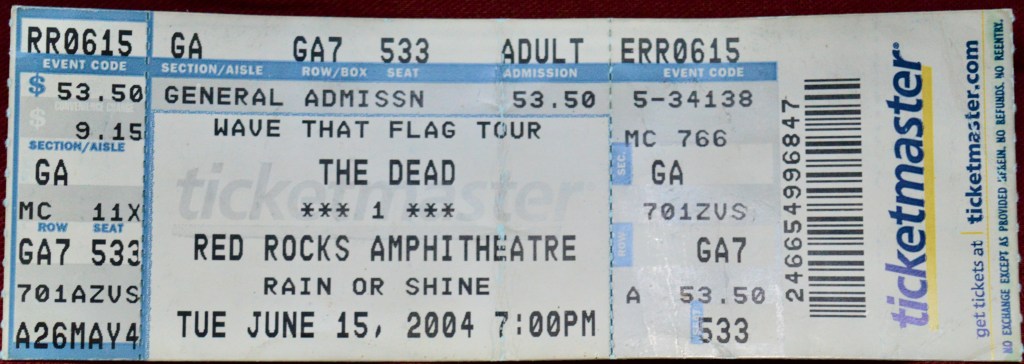 RR0615
EVENT CODE
$ 53.50
$ 9.15
SECTION/AISLE
GA
MC 11X
ROW SEAT
GA7 533
701AZVS
A26MAY4
GA GA7 533 ADULT
SECTION/AISLE ROW/BOX SEAT ADMISSION
GENERAL ADMISSN 53.50
WAVE THAT FLAG TOUR
THE DEAD
*** 1 ***
RED ROCKS AMPHITHEATRE
RAIN OR SHINE
TUE JUNE 15, 2004 7:00PM
ticketmaster
ERR0615
EVENT CODE
5-34138
MC 766
SEC.
GA
701ZVS
ROW
GA7
A 53.50
533
246654996847
ticketmaster
get tickets at ticketmaster.com
NO EXCHANGE EXCEPT AS PROVIDED HEREIN. NO REFUNDS. NO REENTRY.